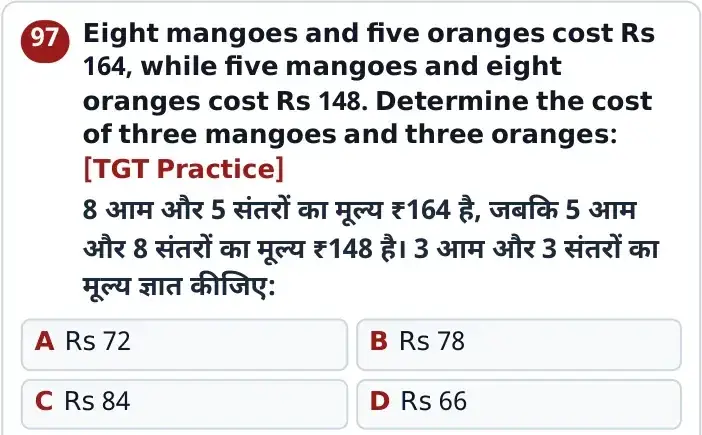 97 Eight mangoes and five oranges cost Rs
164, while five mangoes and eight
oranges cost Rs 148. Determine the cost
of three mangoes and three oranges:
[TGT Practice]
8 आम और 5 संतरों का मूल्य ₹164 है, जबकि 5 आम
और 8 संतरों का मूल्य ₹148 है। 3 आम और 3 संतरों का
मूल्य ज्ञात कीजिए:
A Rs 72
B Rs 78
C Rs 84
D Rs 66